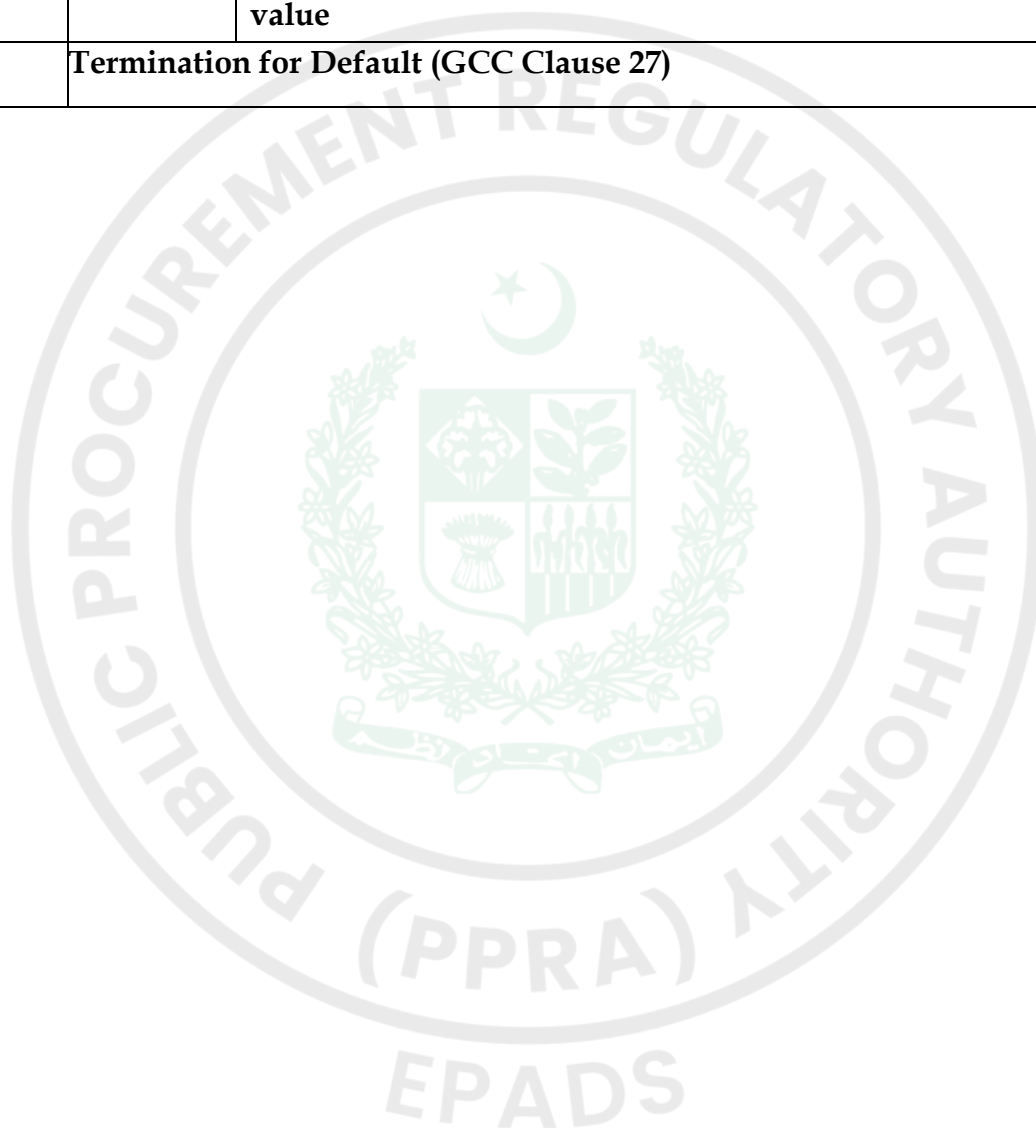 value
Termination for Default (GCC Clause 27)
PUBLIC PROCUREMENT REGULATORY AUTHORITY
(PPRA)
EPADS